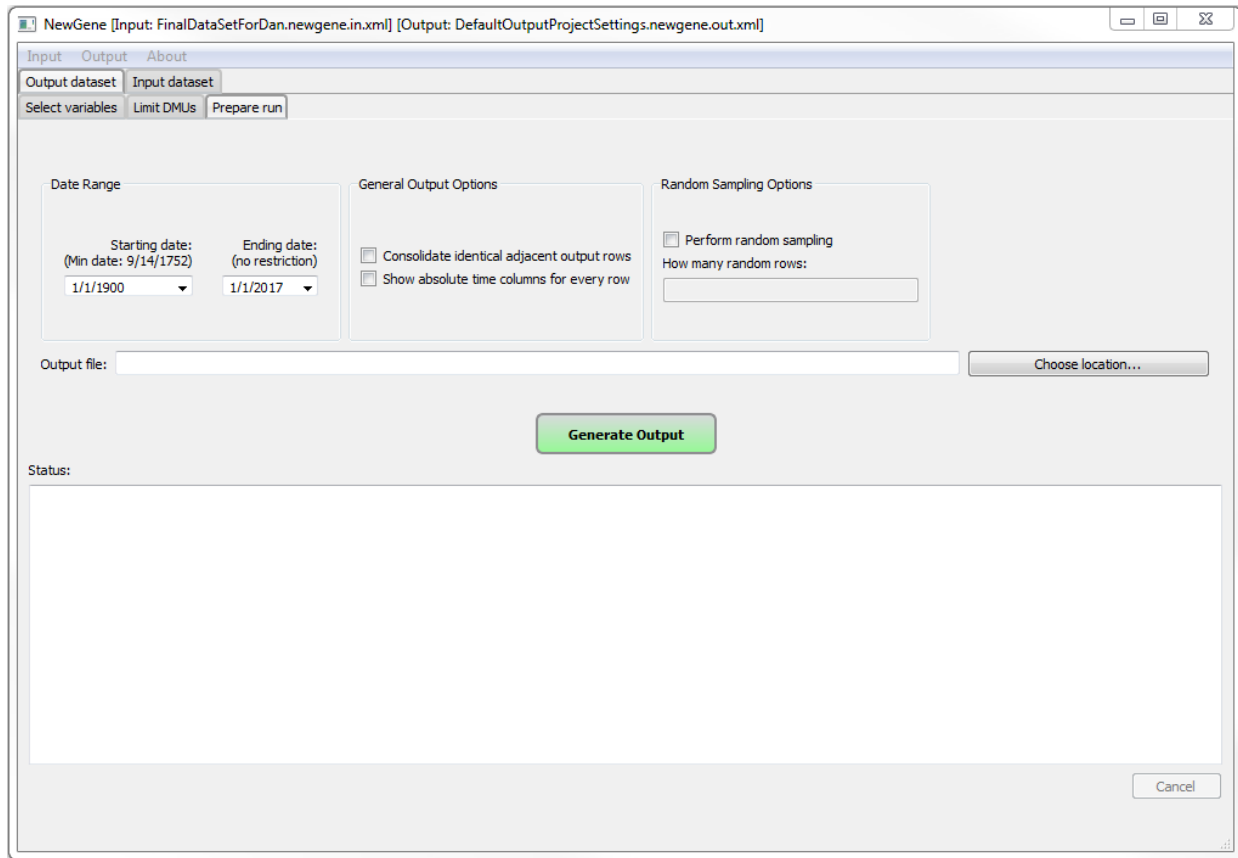 NewGene [Input: FinalDataSetForDan.newgene.in.xml] [Output: DefaultOutputProjectSettings.newgene.out.xml]
Input Output About
Output dataset Input dataset
Select variables Limit DMUs Prepare run
Date Range
Starting date:
(Min date: 9/14/1752)
1/1/1900
Ending date:
(no restriction)
1/1/2017
General Output Options
Consolidate identical adjacent output rows
Show absolute time columns for every row
Random Sampling Options
Perform random sampling
How many random rows:
Output file:
Choose location...
Generate Output
Status:
Cancel